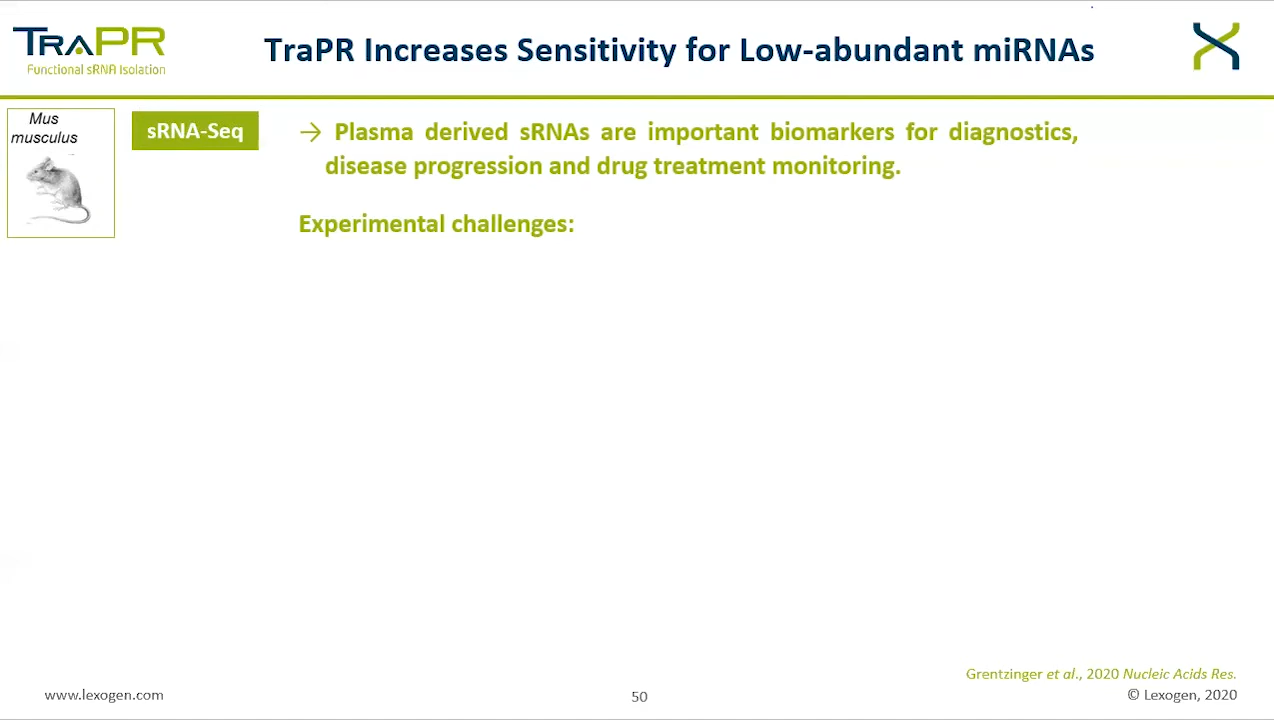 TRAPR
Functional sRNA Isolation
TraPR Increases Sensitivity for Low-abundant miRNAs
Mus
musculus
sRNA-Seq
→ Plasma derived sRNAs are important biomarkers for diagnostics,
disease progression and drug treatment monitoring.
Experimental challenges:
Grentzinger et al., 2020 Nucleic Acids Res.
www.lexogen.com
50
© Lexogen, 2020